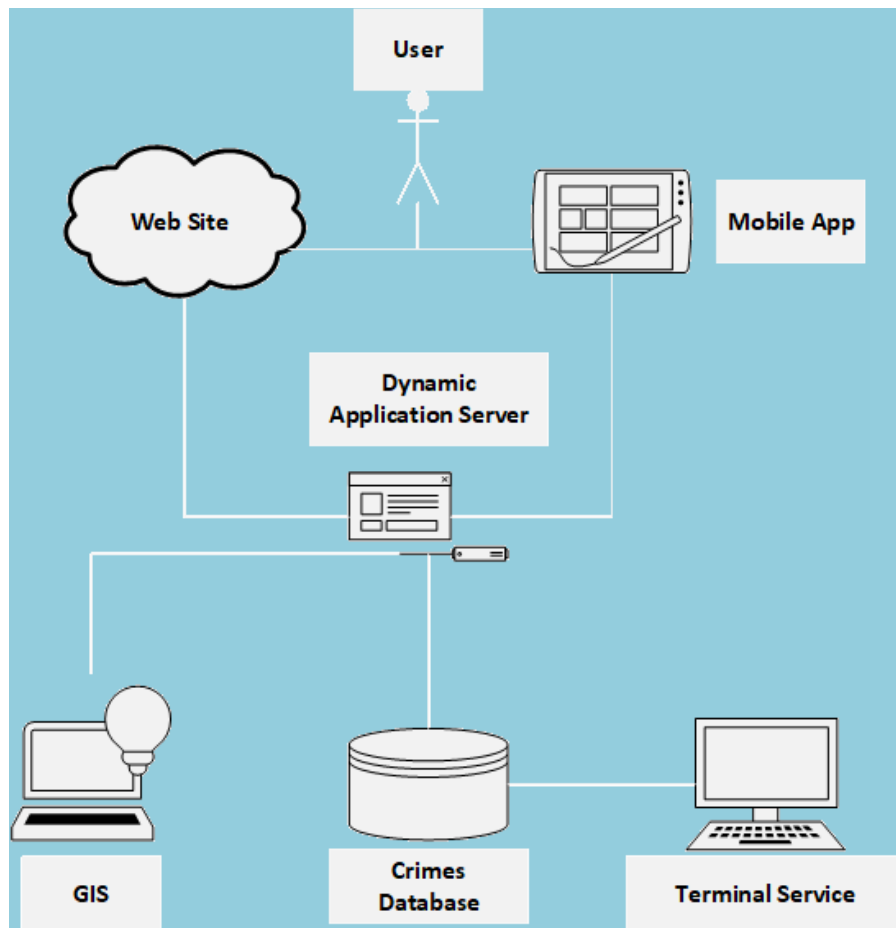 User
Web Site
Mobile App
Dynamic
Application Server
GIS
Crimes
Database
Terminal Service